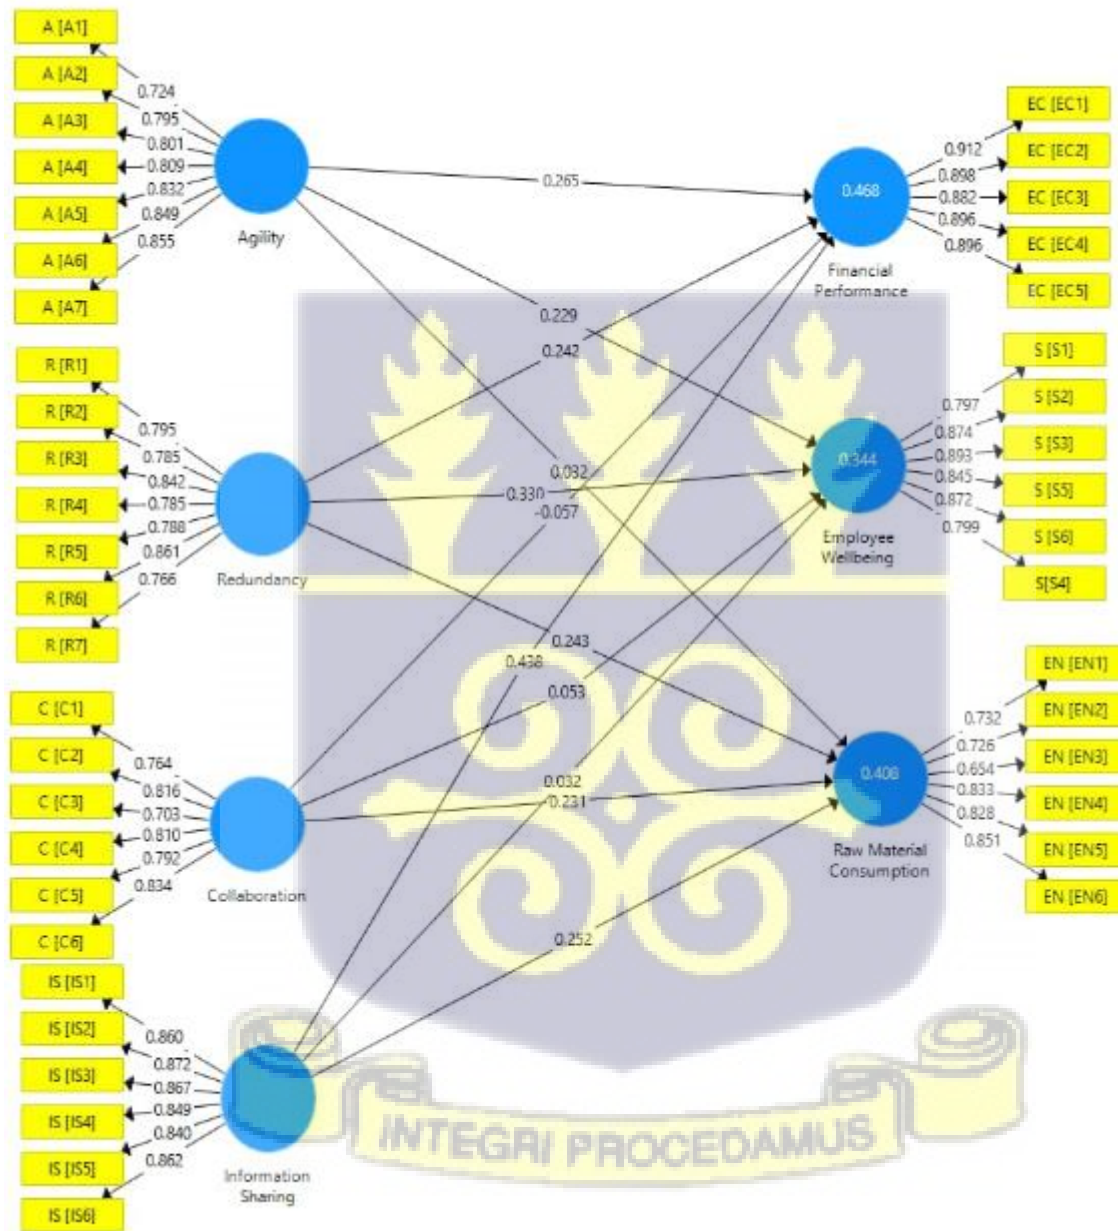 A [A1]
A [A2]
A [A3]
A [A4]
A [A5]
A [A6]
A [A7]
0.724
0.795
0.801
0.809
0.832
0.849
0.855
Agility
R [R1]
R [R2]
R [R3]
R [R4]
R [R5]
R [R6]
R [R7]
0.795
0.785
0.842
0.785
0.788
0.861
0.766
Redundancy
C [C1]
C [C2]
C [C3]
C [C4]
C [C5]
C [C6]
0.764
0.816
0.703
0.810
0.792
0.834
Collaboration
IS [IS1]
IS [IS2]
IS [IS3]
IS [IS4]
IS [IS5]
IS [IS6]
0.860
0.872
0.867
0.849
0.840
0.862
Information
Sharing
0.265
0.229
0.242
0.032
0.330
-0.057
0.243
0.438
0.053
0.032
0.231
0.252
0.468
Financial
Performance
0.912
0.898
0.882
0.896
0.896
EC [EC1]
EC [EC2]
EC [EC3]
EC [EC4]
EC [EC5]
0.344
Employee
Wellbeing
0.797
0.874
0.893
0.845
0.872
0.799
S [S1]
S [S2]
S [S3]
S [S5]
S [S6]
S[S4]
0.408
Raw Material
Consumption
0.732
0.726
0.654
0.833
0.828
0.851
EN [EN1]
EN [EN2]
EN [EN3]
EN [EN4]
EN [EN5]
EN [EN6]
INTEGRI PROCEDAMUS